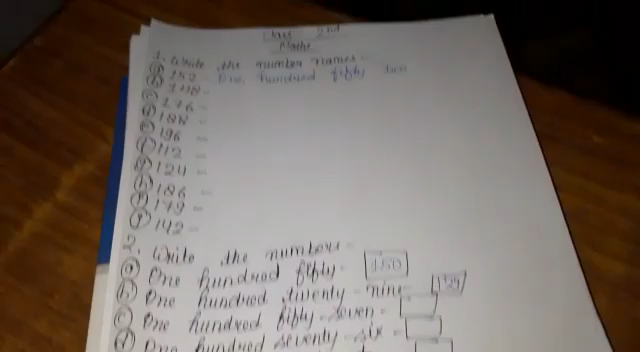 Class 2nd
Maths
1. Write the number names -
ⓐ 152 - One hundred fifty two
ⓑ 148 -
ⓒ 176 -
ⓓ 188 -
ⓔ 196 -
ⓕ 112 -
ⓖ 124 -
ⓗ 186 -
ⓘ 179 -
ⓙ 142 -
2. Write the numbers =
ⓐ One hundred fifty - 150
ⓑ One hundred twenty - nine - 129
ⓒ One hundred fifty - seven =
ⓓ One hundred seventy - six =